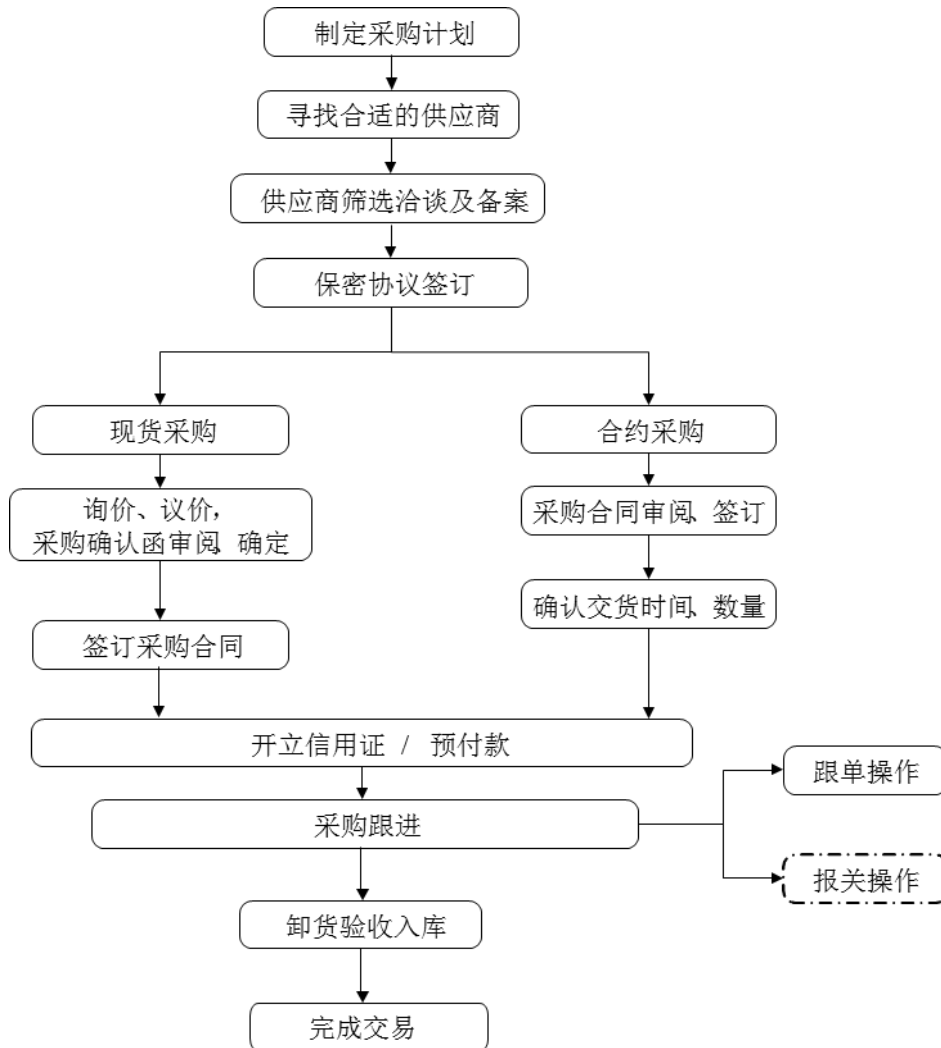 制定采购计划
寻找合适的供应商
供应商筛选洽谈及备案
保密协议签订
现货采购
合约采购
询价、议价，
采购确认函审阅、确定
采购合同审阅、签订
确认交货时间、数量
签订采购合同
开立信用证 / 预付款
跟单操作
采购跟进
报关操作
卸货验收入库
完成交易